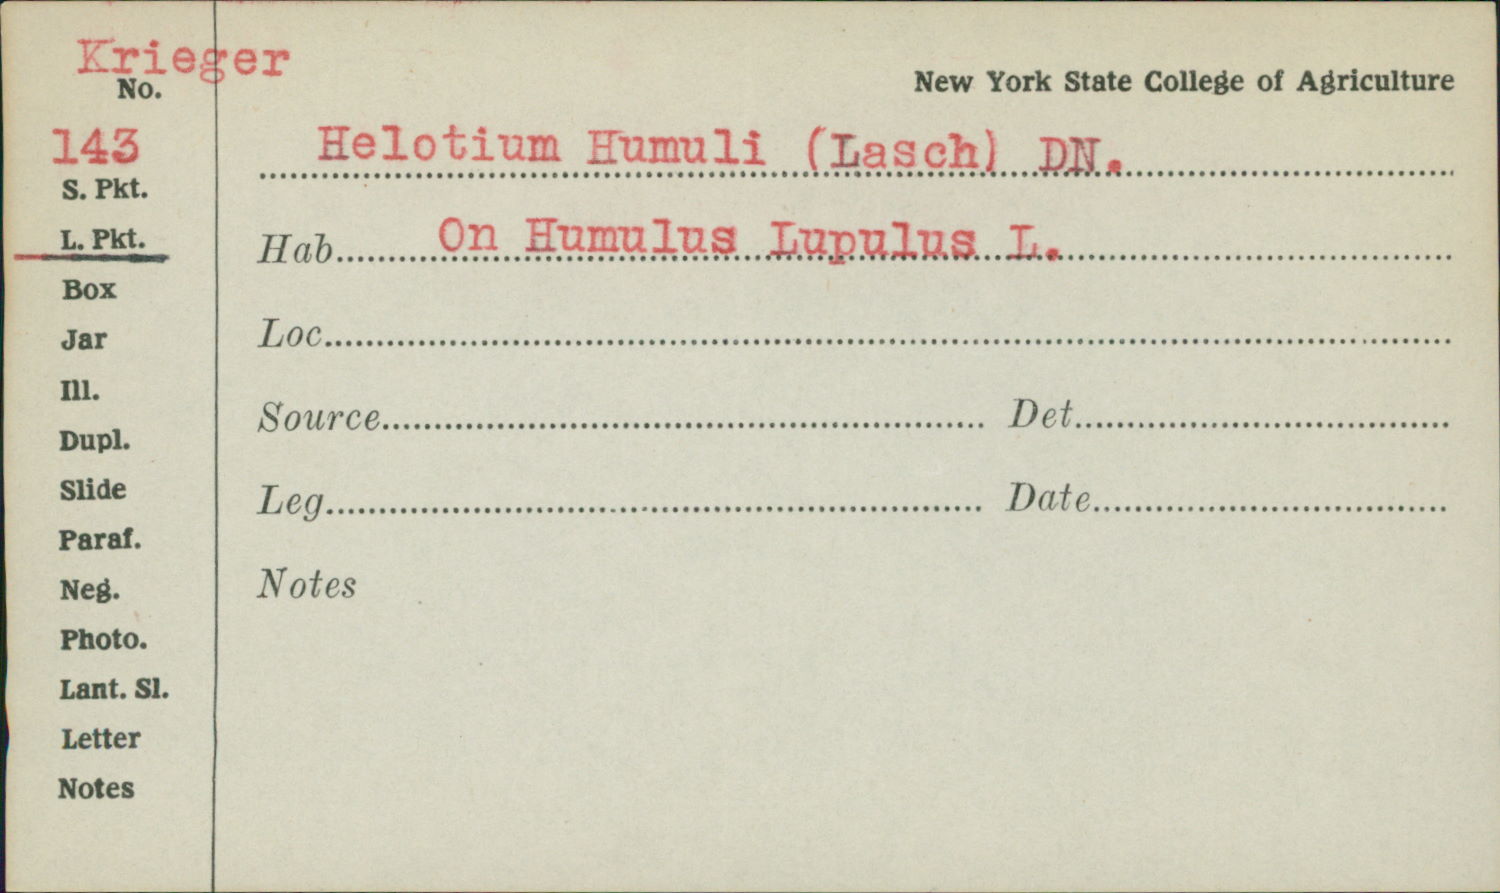 Krieger
No.
New York State College of Agriculture
143
Helotium Humuli (Lasch) DN.
S. Pkt.
L. Pkt.
Hab. On Humulus Lupulus L.
Box
Jar
Loc.
Ill.
Dupl.
Source. Det.
Slide
Leg. Date.
Paraf.
Neg.
Notes
Photo.
Lant. Sl.
Letter
Notes